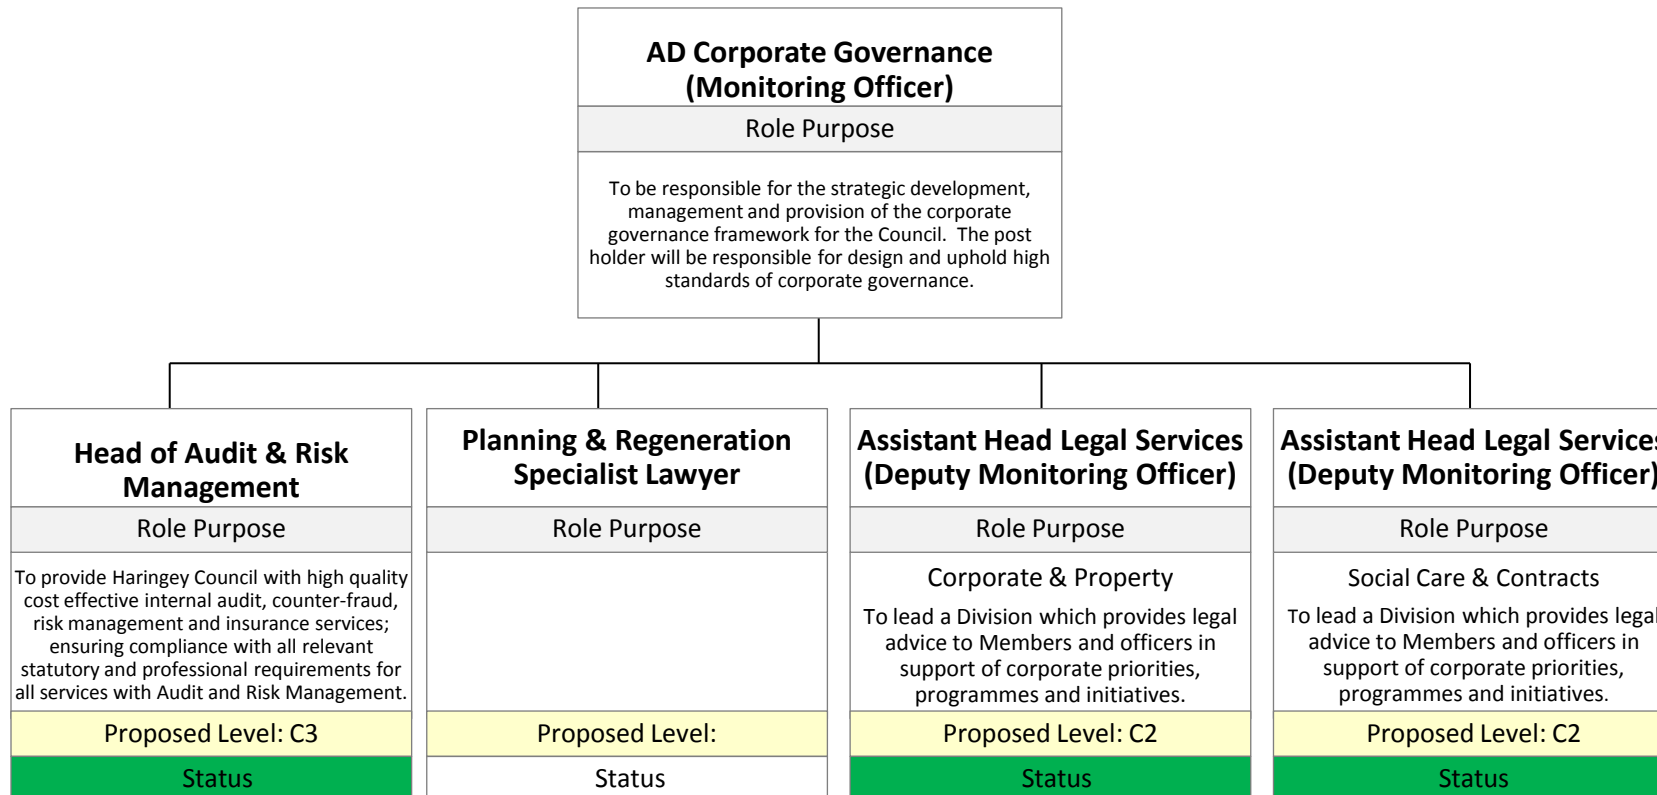 AD Corporate Governance
(Monitoring Officer)
Role Purpose
To be responsible for the strategic development,
management and provision of the corporate
governance framework for the Council.  The post
holder will be responsible for design and uphold high
standards of corporate governance.
Head of Audit & Risk
Management
Role Purpose
To provide Haringey Council with high quality
cost effective internal audit, counter-fraud,
risk management and insurance services;
ensuring compliance with all relevant
statutory and professional requirements for
all services with Audit and Risk Management.
Proposed Level: C3
Status
Planning & Regeneration
Specialist Lawyer
Role Purpose
Proposed Level:
Status
Assistant Head Legal Services
(Deputy Monitoring Officer)
Role Purpose
Corporate & Property
To lead a Division which provides legal
advice to Members and officers in
support of corporate priorities,
programmes and initiatives.
Proposed Level: C2
Status
Assistant Head Legal Services
(Deputy Monitoring Officer)
Role Purpose
Social Care & Contracts
To lead a Division which provides legal
advice to Members and officers in
support of corporate priorities,
programmes and initiatives.
Proposed Level: C2
Status